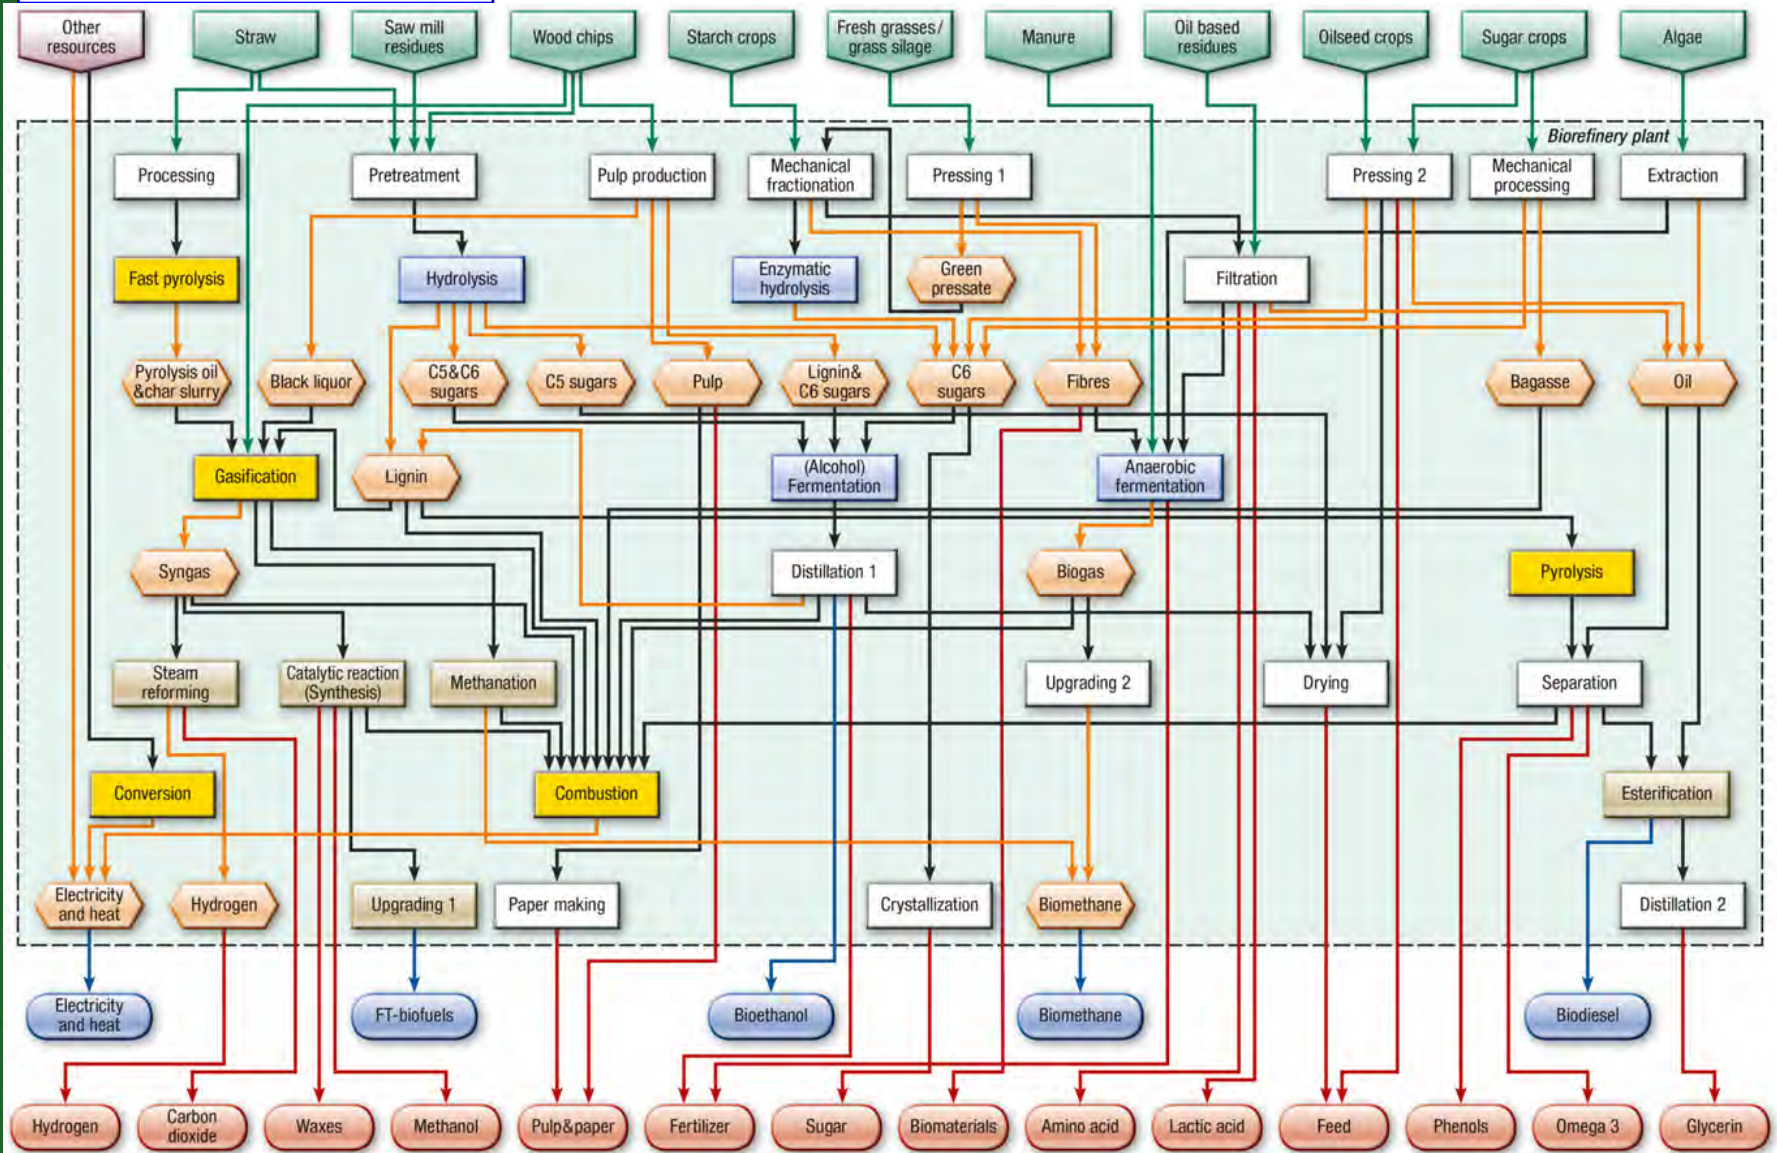 Other
resources
Straw
Saw mill
residues
Wood chips
Starch crops
Fresh grasses/
grass silage
Manure
Oil based
residues
Oilseed crops
Sugar crops
Algae
Biorefinery plant
Processing
Pretreatment
Pulp production
Mechanical
fractionation
Pressing 1
Pressing 2
Mechanical
processing
Extraction
Fast pyrolysis
Hydrolysis
Enzymatic
hydrolysis
Green
pressate
Filtration
Pyrolysis oil
&char slurry
Black liquor
C5&C6
sugars
C5 sugars
Pulp
Lignin&
C6 sugars
C6
sugars
Fibres
Bagasse
Oil
Gasification
Lignin
(Alcohol)
Fermentation
Anaerobic
fermentation
Syngas
Distillation 1
Biogas
Pyrolysis
Steam
reforming
Catalytic reaction
(Synthesis)
Methanation
Upgrading 2
Drying
Separation
Conversion
Combustion
Esterification
Electricity
and heat
Hydrogen
Upgrading 1
Paper making
Crystallization
Biomethane
Distillation 2
Electricity
and heat
FT-biofuels
Bioethanol
Biomethane
Biodiesel
Hydrogen
Carbon
dioxide
Waxes
Methanol
Pulp&paper
Fertilizer
Sugar
Biomaterials
Amino acid
Lactic acid
Feed
Phenols
Omega 3
Glycerin